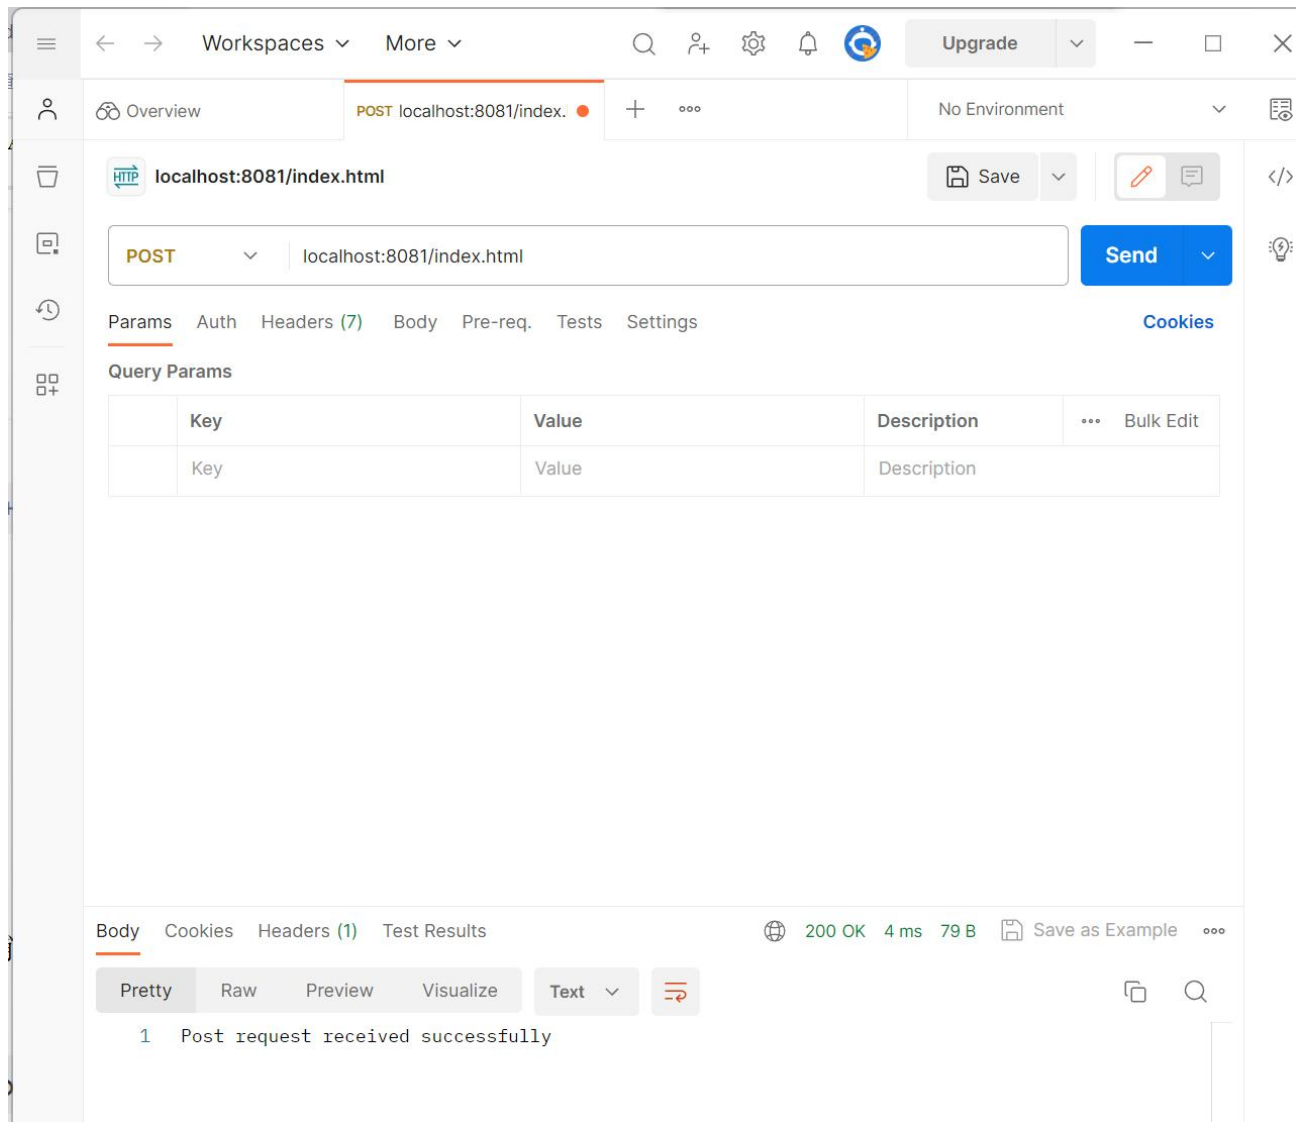 Workspaces More Upgrade
Overview POST localhost:8081/index. No Environment
HTTP localhost:8081/index.html Save
POST localhost:8081/index.html Send
Params Auth Headers (7) Body Pre-req. Tests Settings Cookies
Query Params
Key Value Description ooo Bulk Edit
Key Value Description
Body Cookies Headers (1) Test Results 200 OK 4 ms 79 B Save as Example
Pretty Raw Preview Visualize Text
1 Post request received successfully